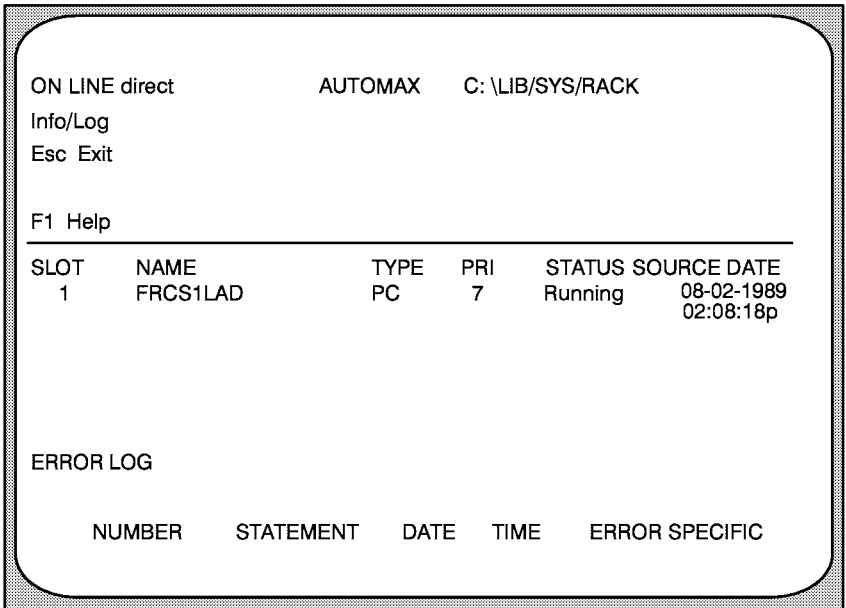 ON LINE direct AUTOMAX C: \LIB/SYS/RACK
Info/Log
Esc Exit
F1 Help
SLOT NAME TYPE PRI STATUS SOURCE DATE
1 FRCS1LAD PC 7 Running 08-02-1989
02:08:18p
ERROR LOG
NUMBER STATEMENT DATE TIME ERROR SPECIFIC